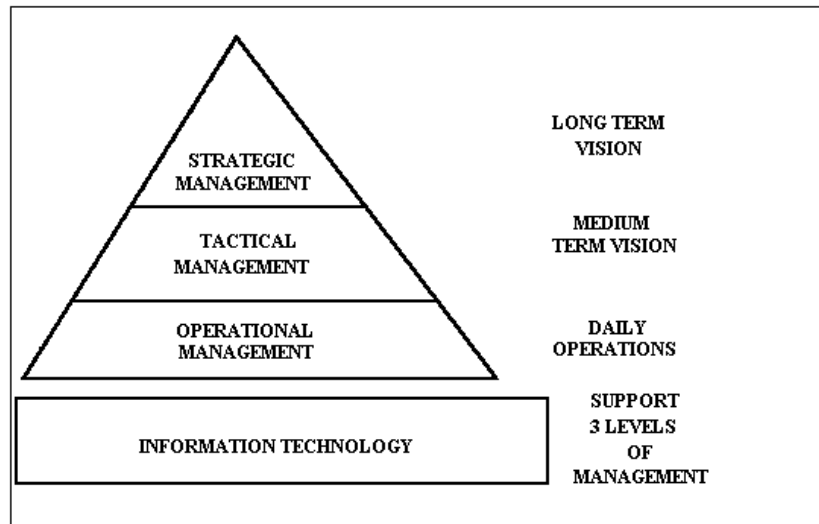 LONG TERM
VISION
STRATEGIC
MANAGEMENT
MEDIUM
TERM VISION
TACTICAL
MANAGEMENT
OPERATIONAL
MANAGEMENT
DAILY
OPERATIONS
SUPPORT
3 LEVELS
OF
MANAGEMENT
INFORMATION TECHNOLOGY